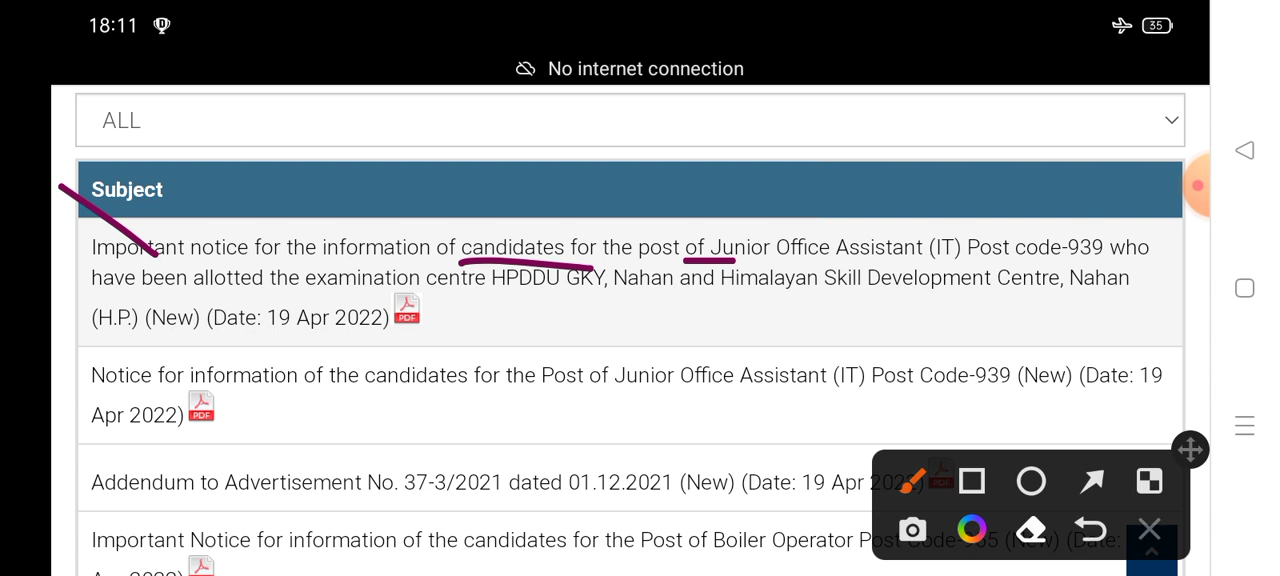 18:11
35
No internet connection
ALL
Subject
Important notice for the information of candidates for the post of Junior Office Assistant (IT) Post code-939 who
have been allotted the examination centre HPDDU GKY, Nahan and Himalayan Skill Development Centre, Nahan
(H.P.) (New) (Date: 19 Apr 2022) PDF
Notice for information of the candidates for the Post of Junior Office Assistant (IT) Post Code-939 (New) (Date: 19
Apr 2022) PDF
Addendum to Advertisement No. 37-3/2021 dated 01.12.2021 (New) (Date: 19 Apr 2022)
Important Notice for information of the candidates for the Post of Boiler Operator Post Code- (New) (Date: